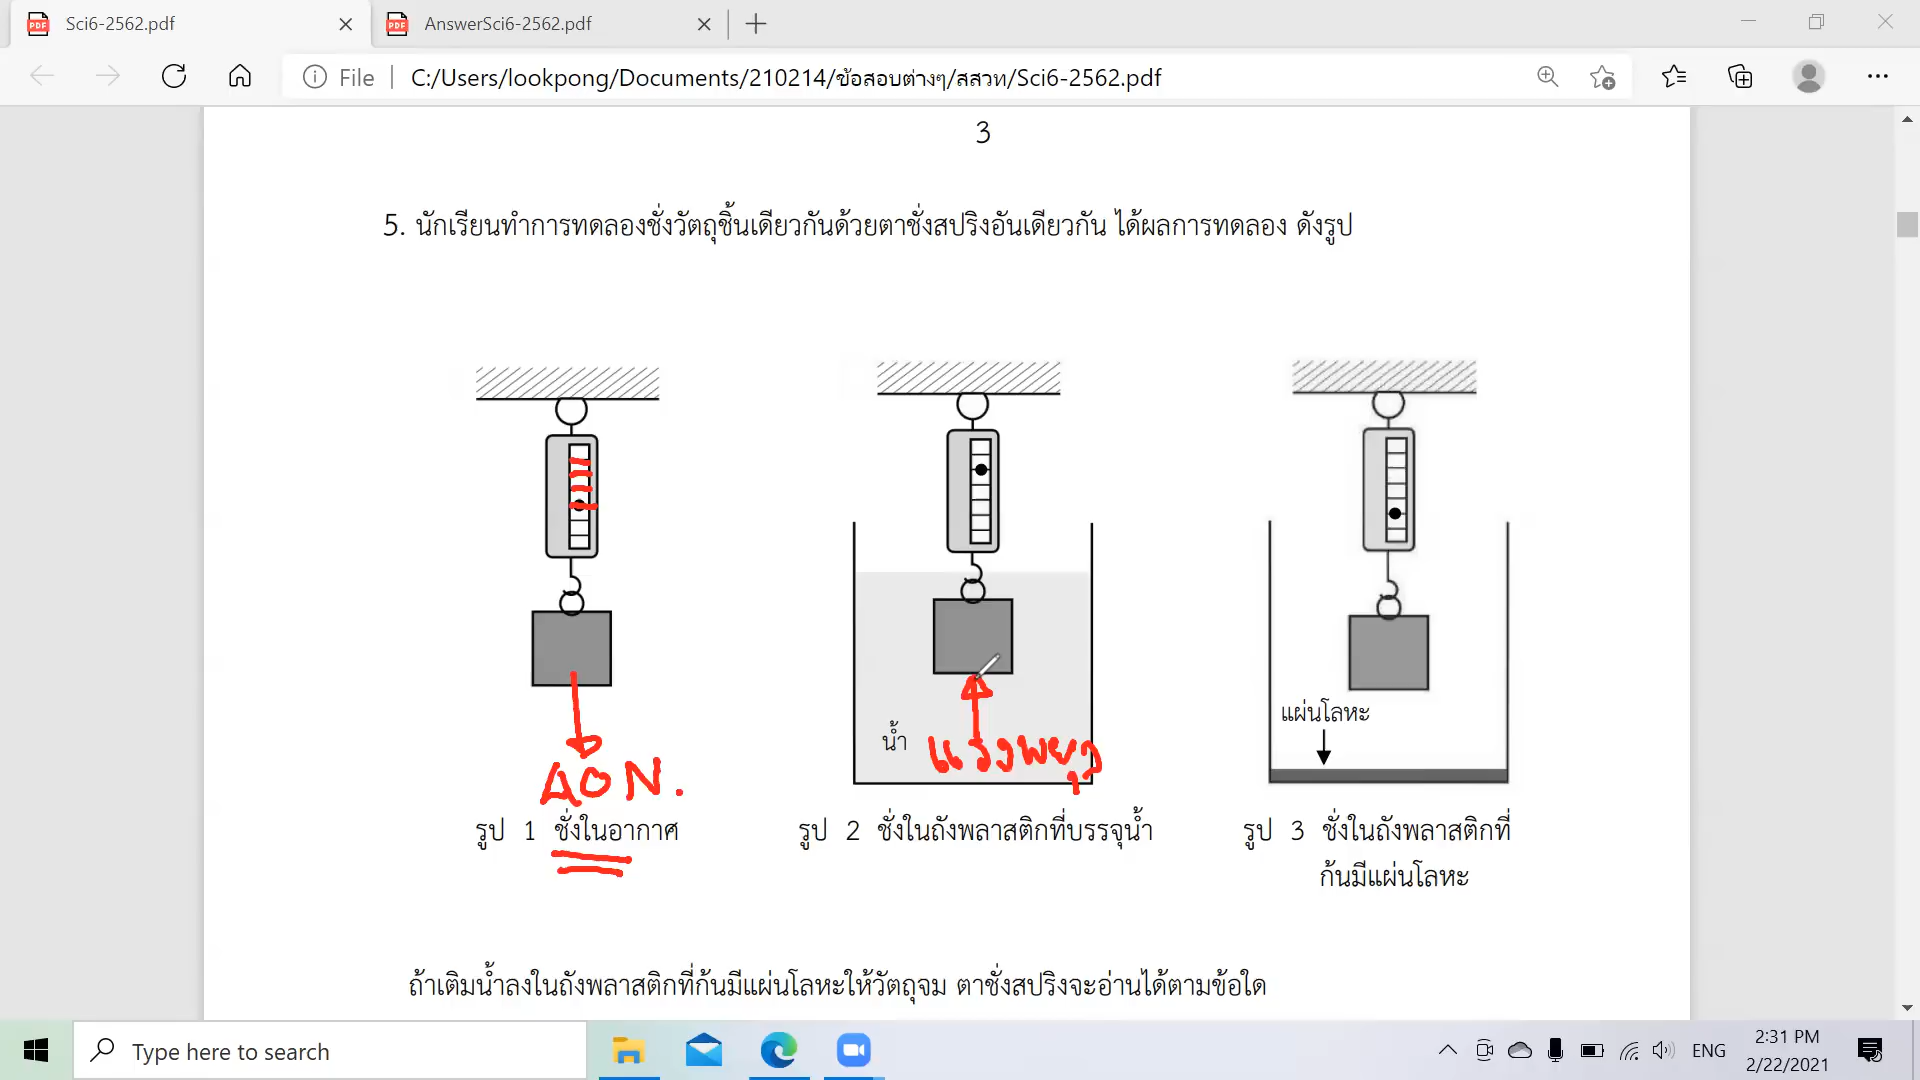 Sci6-2562.pdf
AnswerSci6-2562.pdf
File
C:/Users/lookpong/Documents/210214/ข้อสอบต่างๆ/สสวท/Sci6-2562.pdf
3
5. นักเรียนทำการทดลองชั่งวัตถุชิ้นเดียวกันด้วยตาชั่งสปริงอันเดียวกัน ได้ผลการทดลอง ดังรูป
แผ่นโลหะ
น้ำ
แรงพยุง
40 N.
รูป 1 ชั่งในอากาศ
รูป 2 ชั่งในถังพลาสติกที่บรรจุน้ำ
รูป 3 ชั่งในถังพลาสติกที่
ก้นมีแผ่นโลหะ
ถ้าเติมน้ำลงในถังพลาสติกที่ก้นมีแผ่นโลหะให้วัตถุจม ตาชั่งสปริงจะอ่านได้ตามข้อใด
Type here to search
ENG
2:31 PM
2/22/2021